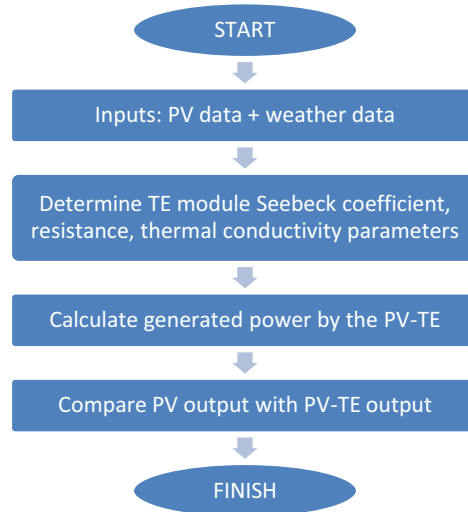 START
Inputs: PV data + weather data
Determine TE module Seebeck coefficient,
resistance, thermal conductivity parameters
Calculate generated power by the PV-TE
Compare PV output with PV-TE output
FINISH